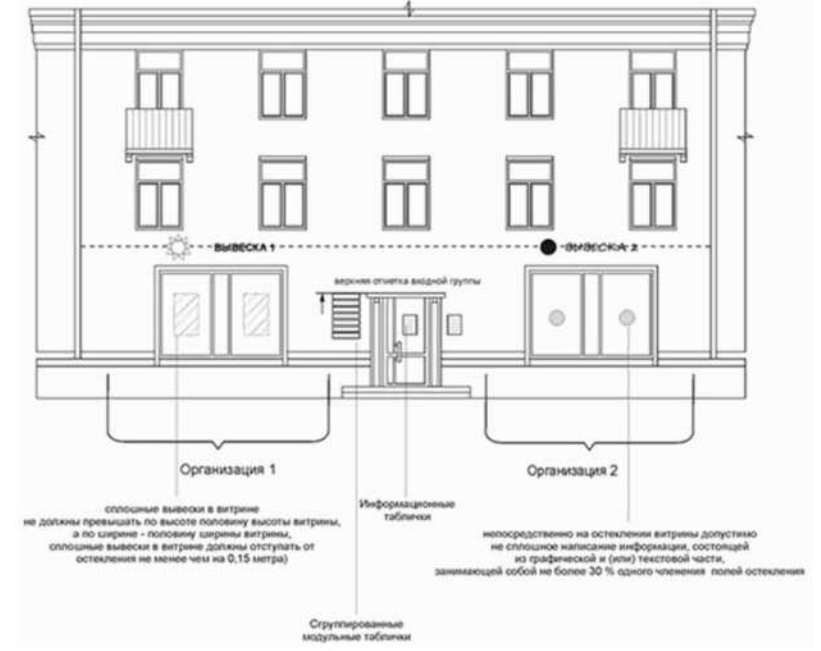 ВЫВЕСКА 1
ВЫВЕСКА 2
верхняя отметка входной группы
Организация 1
Организация 2
сплошные вывески в витрине
не должны превышать по высоте половину высоты витрины,
а по ширине - половину ширины витрины,
сплошные вывески в витрине должны отступать от
остекления не менее чем на 0,15 метра)
Информационные
таблички
непосредственно на остеклении витрины допустимо
не сплошное написание информации, состоящей
из графической и (или) текстовой части,
занимающей собой не более 30 % одного членения полей остекления
Сгруппированные
модульные таблички